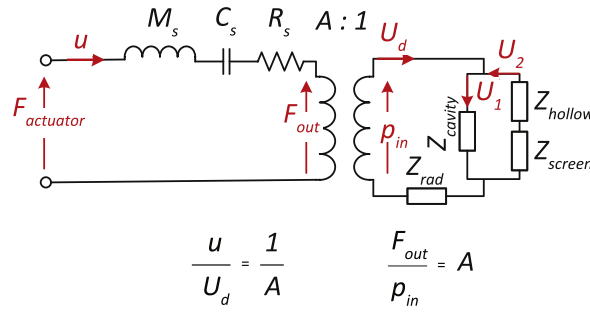 M_s C_s R_s A : 1
u
U_d
U_2
F_actuator
F_out
p_in
U_1
Z_cavity
Z_hollow
Z_screen
Z_rad
u / U_d = 1 / A
F_out / p_in = A